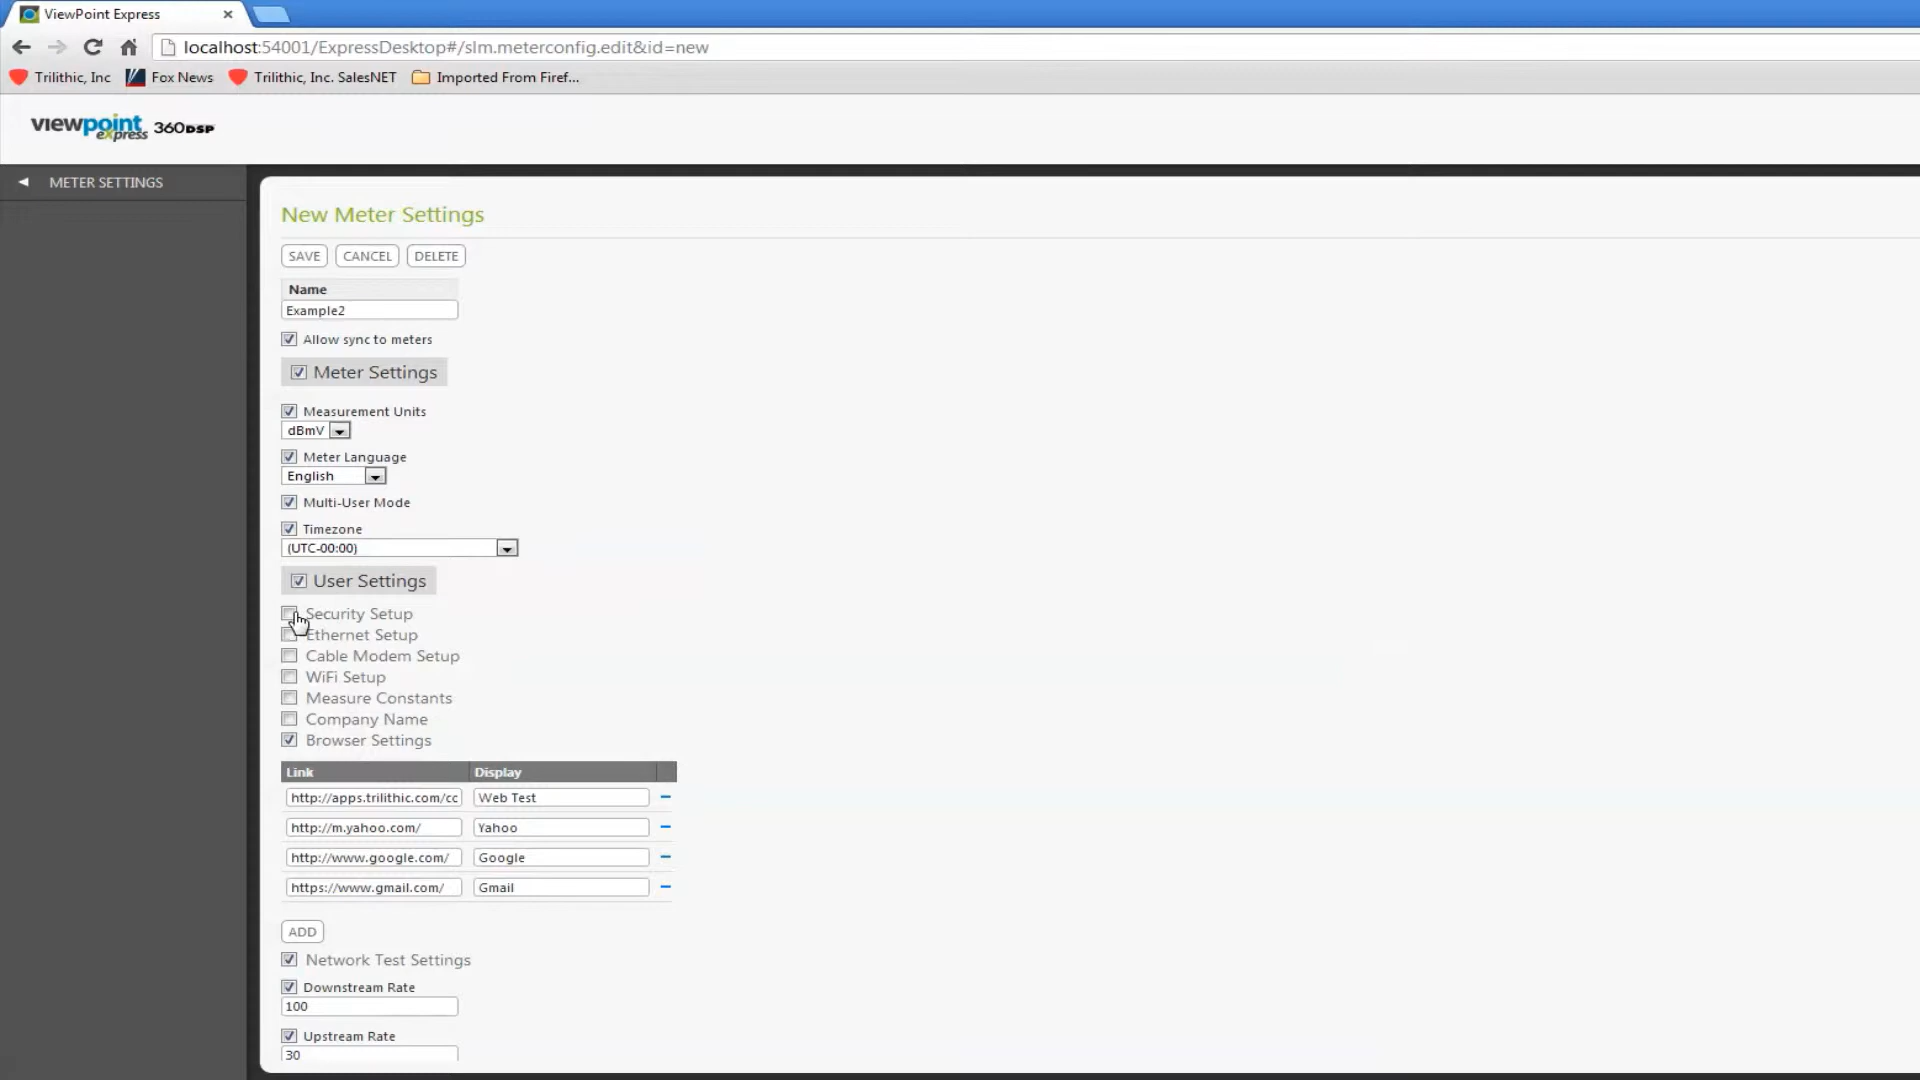 ViewPoint Express
localhost:54001/ExpressDesktop#/slm.meterconfig.edit&id=new
Trilithic, Inc Fox News Trilithic, Inc. SalesNET Imported From Firef...
viewpoint express 360DSP
METER SETTINGS
New Meter Settings
SAVE CANCEL DELETE
Name
Example2
Allow sync to meters
Meter Settings
Measurement Units
dBmV
Meter Language
English
Multi-User Mode
Timezone
(UTC-00:00)
User Settings
Security Setup
Ethernet Setup
Cable Modem Setup
WiFi Setup
Measure Constants
Company Name
Browser Settings
Link Display
http://apps.trilithic.com/cc Web Test
http://m.yahoo.com/ Yahoo
http://www.google.com/ Google
https://www.gmail.com/ Gmail
ADD
Network Test Settings
Downstream Rate
100
Upstream Rate
30